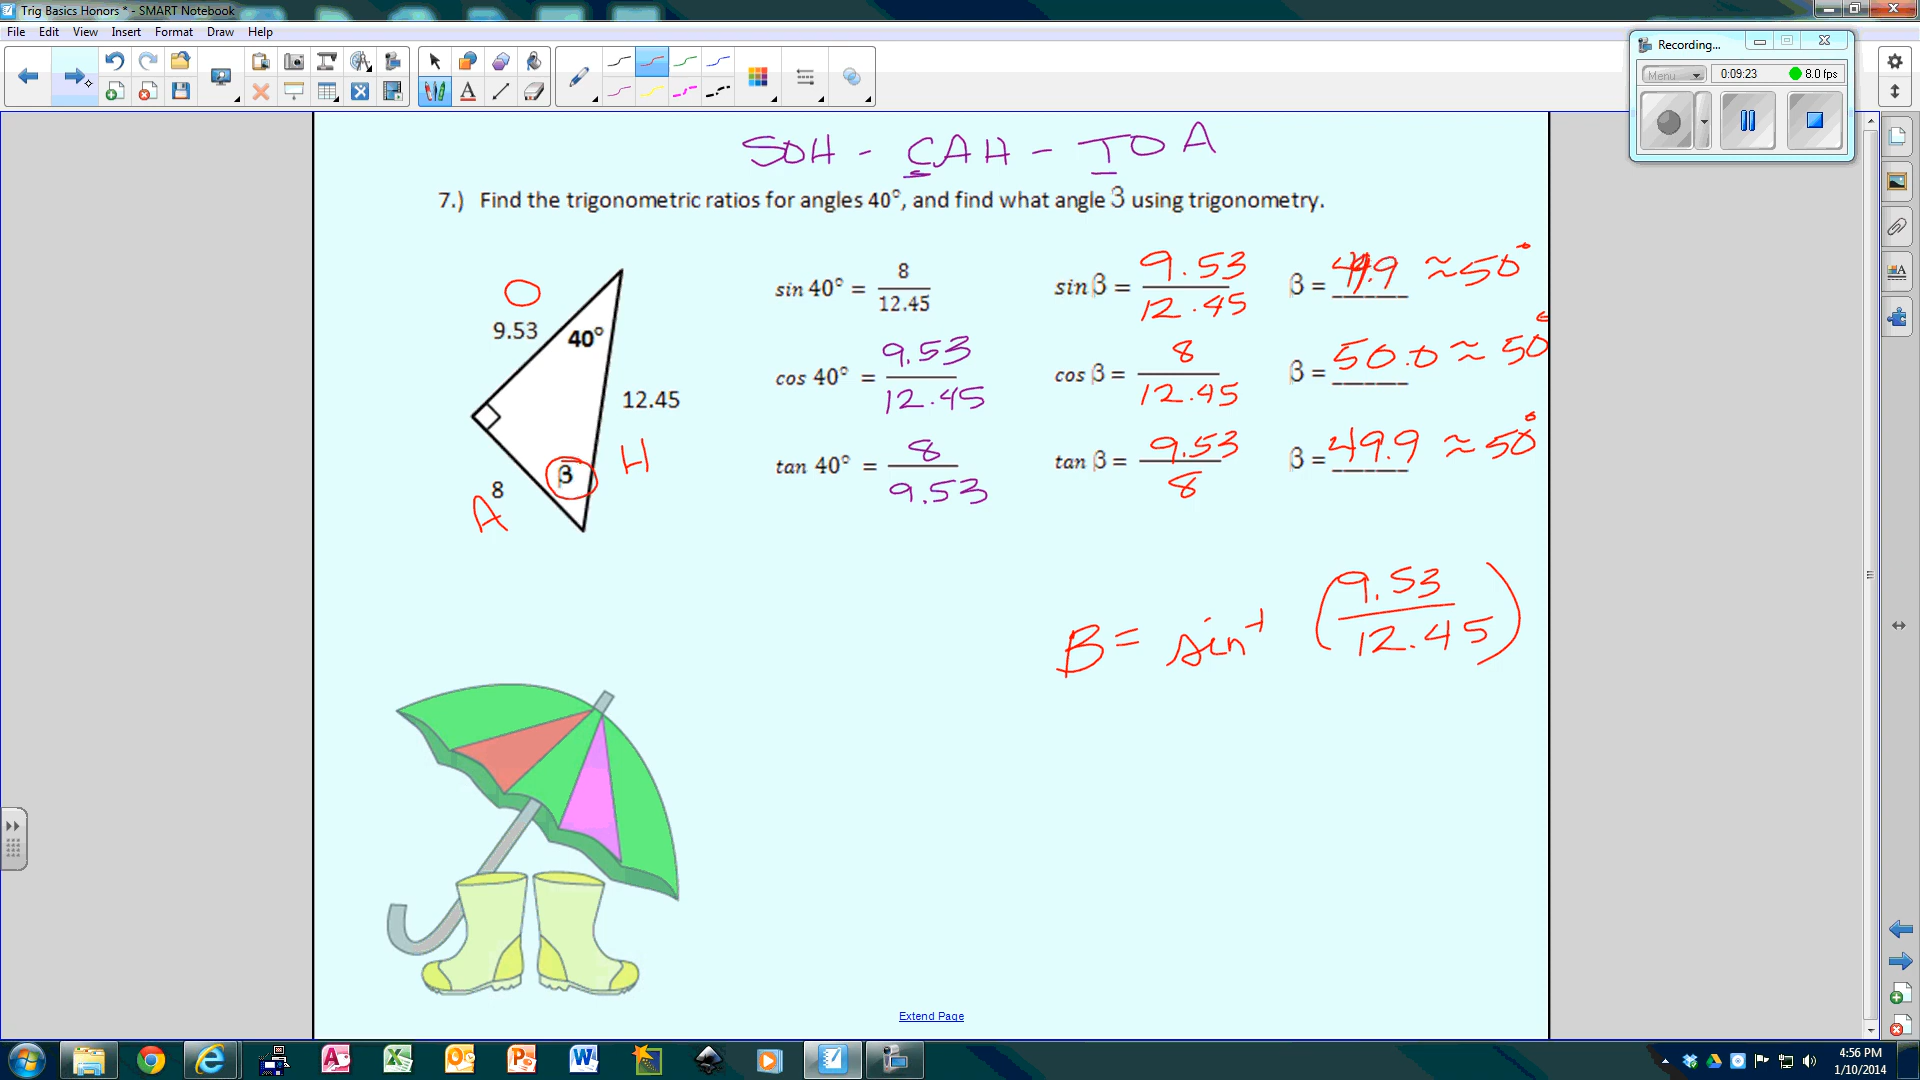 Trig Basics Honors * - SMART Notebook
File Edit View Insert Format Draw Help
Recording...
Menu 0:09:23 8.0 fps
SOH - CAH - TOA
7.) Find the trigonometric ratios for angles 40°, and find what angle β using trigonometry.
O
9.53
40°
12.45
H
β
8
A
sin 40° = 8/12.45
sin β = 9.53/12.45
β = 49.9 ≈ 50°
cos 40° = 9.53/12.45
cos β = 8/12.45
β = 50.0 ≈ 50°
tan 40° = 8/9.53
tan β = 9.53/8
β = 49.9 ≈ 50°
B = sin⁻¹ (9.53/12.45)
Extend Page
4:56 PM
1/10/2014